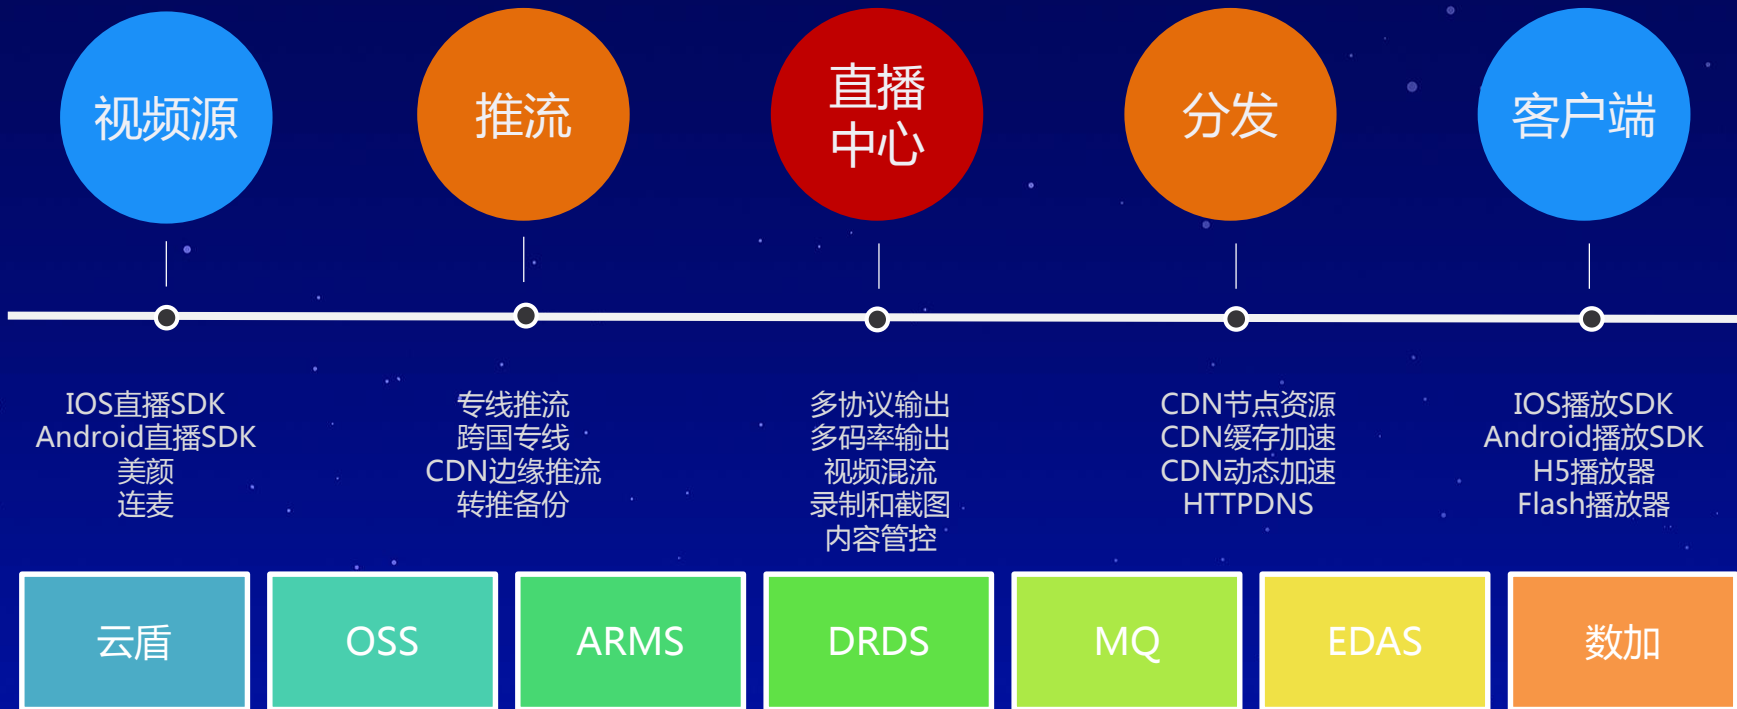 视频源
推流
直播
中心
分发
客户端
IOS直播SDK
Android直播SDK
美颜
连麦
专线推流
跨国专线
CDN边缘推流
转推备份
多协议输出
多码率输出
视频混流
录制和截图
内容管控
CDN节点资源
CDN缓存加速
CDN动态加速
HTTPDNS
IOS播放SDK
Android播放SDK
H5播放器
Flash播放器
云盾
OSS
ARMS
DRDS
MQ
EDAS
数加